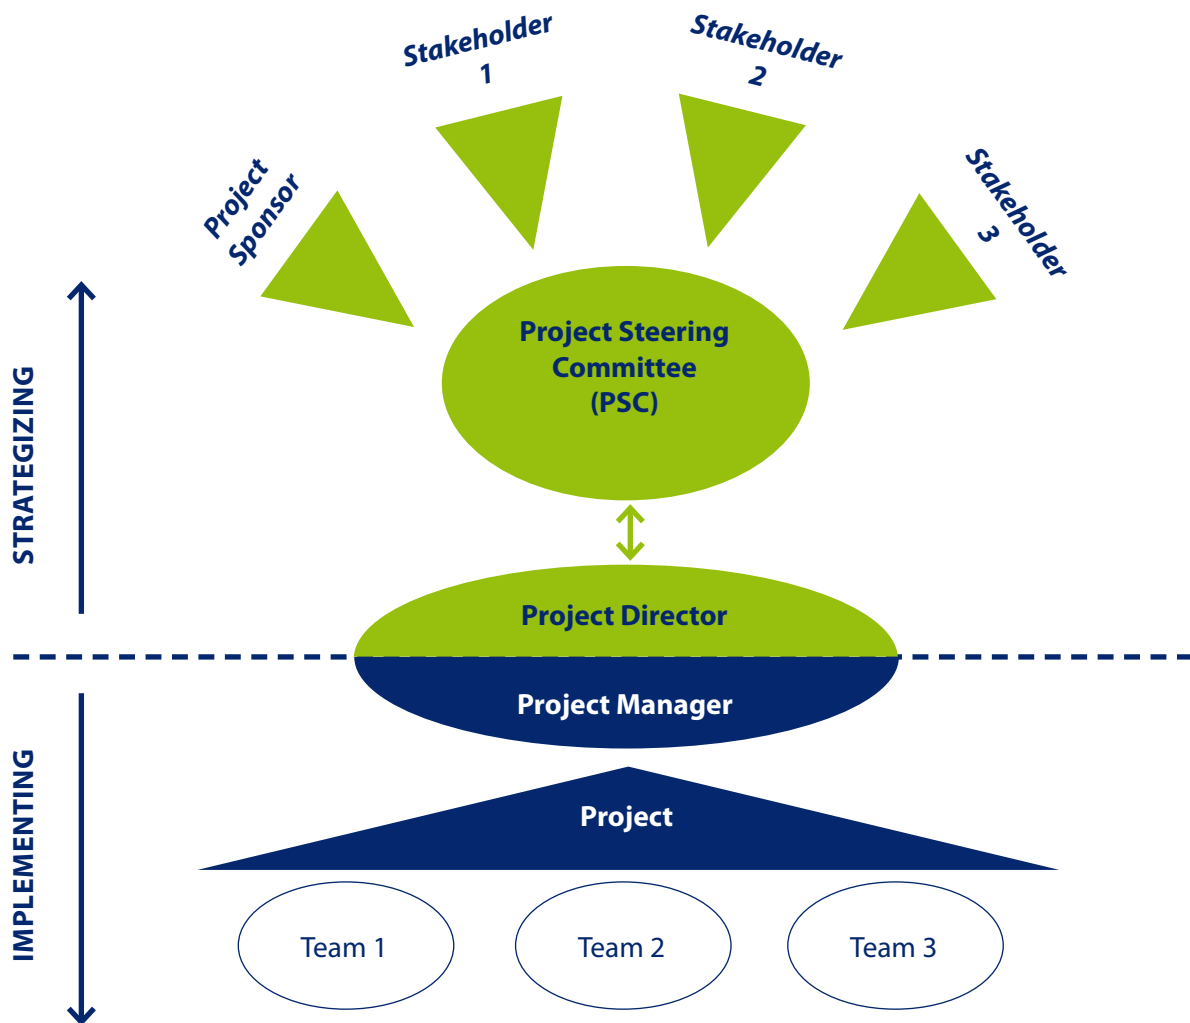 Stakeholder
1
Stakeholder
2
Project
Sponsor
Stakeholder
3
STRATEGIZING
Project Steering
Committee
(PSC)
Project Director
Project Manager
IMPLEMENTING
Project
Team 1
Team 2
Team 3